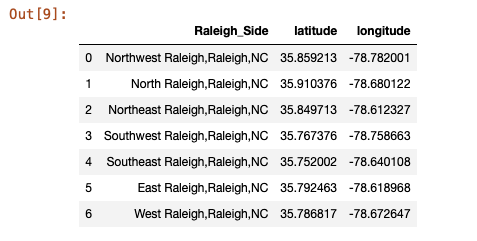 Out[9]:
Raleigh_Side latitude longitude
0 Northwest Raleigh,Raleigh,NC 35.859213 -78.782001
1 North Raleigh,Raleigh,NC 35.910376 -78.680122
2 Northeast Raleigh,Raleigh,NC 35.849713 -78.612327
3 Southwest Raleigh,Raleigh,NC 35.767376 -78.758663
4 Southeast Raleigh,Raleigh,NC 35.752002 -78.640108
5 East Raleigh,Raleigh,NC 35.792463 -78.618968
6 West Raleigh,Raleigh,NC 35.786817 -78.672647